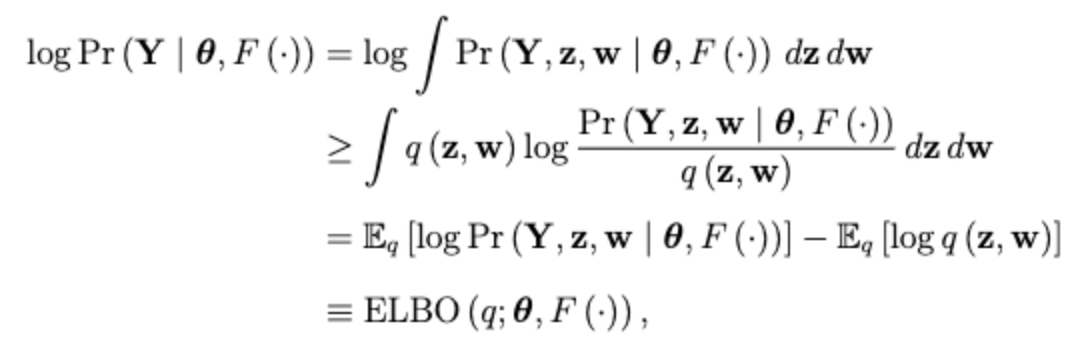 log Pr (Y | θ, F (·)) = log ∫ Pr (Y, z, w | θ, F (·)) dz dw
≥ ∫ q (z, w) log Pr (Y, z, w | θ, F (·)) / q (z, w) dz dw
= 𝔼_q [log Pr (Y, z, w | θ, F (·))] − 𝔼_q [log q (z, w)]
≡ ELBO (q; θ, F (·)) ,